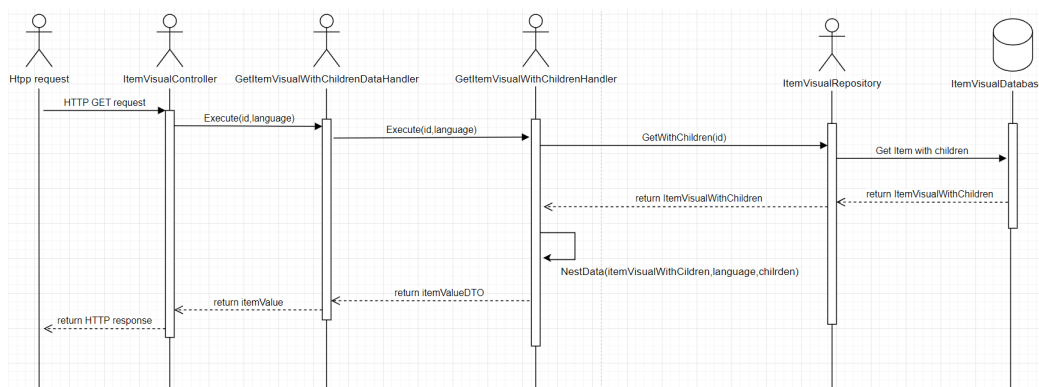 Htpp request
ItemVisualController
GetItemVisualWithChildrenDataHandler
GetItemVisualWithChildrenHandler
ItemVisualRepository
ItemVisualDatabase
HTTP GET request
Execute(id,language)
Execute(id,language)
GetWithChildren(id)
Get Item with children
return ItemVisualWithChildren
return ItemVisualWithChildren
NestData(itemVisualWithCildren,language,chilrden)
return itemValueDTO
return itemValue
return HTTP response